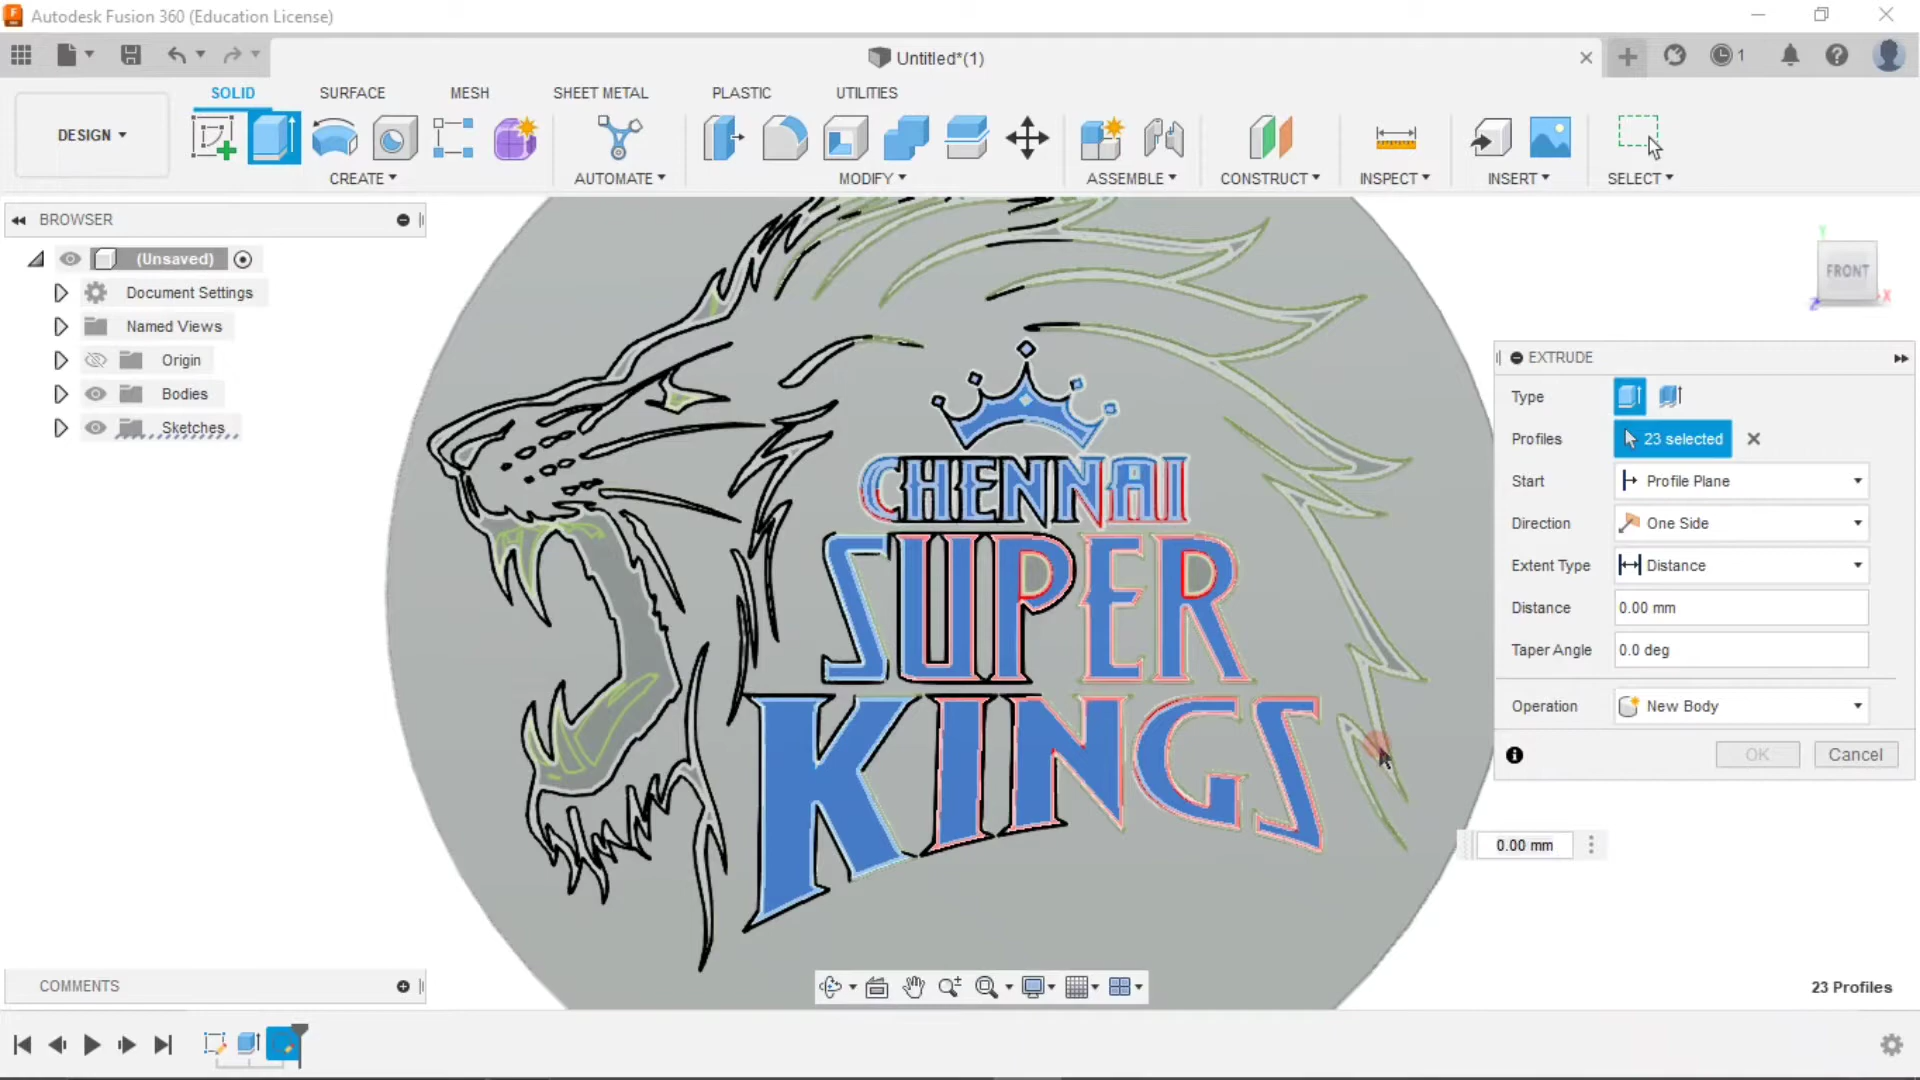 Autodesk Fusion 360 (Education License)
Untitled*(1)
1
SOLID
SURFACE
MESH
SHEET METAL
PLASTIC
UTILITIES
DESIGN
CREATE
AUTOMATE
MODIFY
ASSEMBLE
CONSTRUCT
INSPECT
INSERT
SELECT
BROWSER
(Unsaved)
Document Settings
Named Views
Origin
Bodies
Sketches
CHENNAI
SUPER
KINGS
Y
FRONT
X
EXTRUDE
Type
Profiles 23 selected
Start Profile Plane
Direction One Side
Extent Type Distance
Distance 0.00 mm
Taper Angle 0.0 deg
Operation New Body
OK Cancel
0.00 mm
COMMENTS
23 Profiles